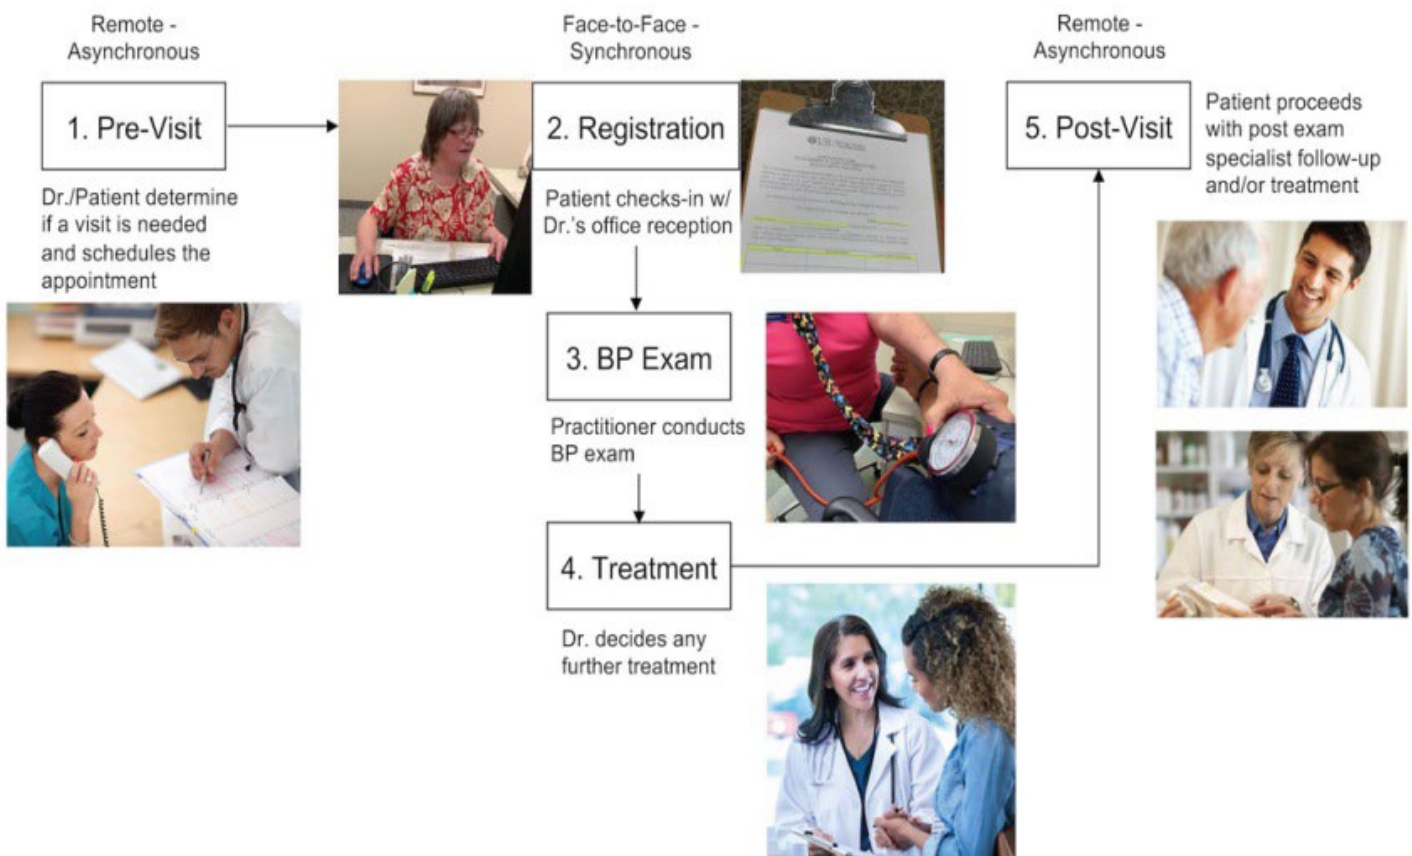 Remote -
Asynchronous
1. Pre-Visit
Dr./Patient determine
if a visit is needed
and schedules the
appointment
Face-to-Face -
Synchronous
2. Registration
Patient checks-in w/
Dr.'s office reception
3. BP Exam
Practitioner conducts
BP exam
4. Treatment
Dr. decides any
further treatment
Remote -
Asynchronous
5. Post-Visit
Patient proceeds
with post exam
specialist follow-up
and/or treatment